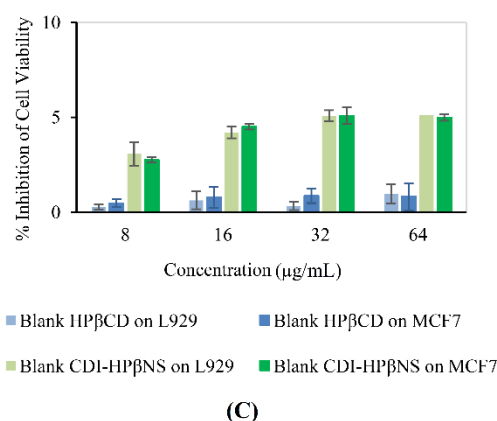 10
5
0
% Inhibition of Cell Viability
8 16 32 64
Concentration (µg/mL)
Blank HPβCD on L929 Blank HPβCD on MCF7
Blank CDI-HPβNS on L929 Blank CDI-HPβNS on MCF7
(C)